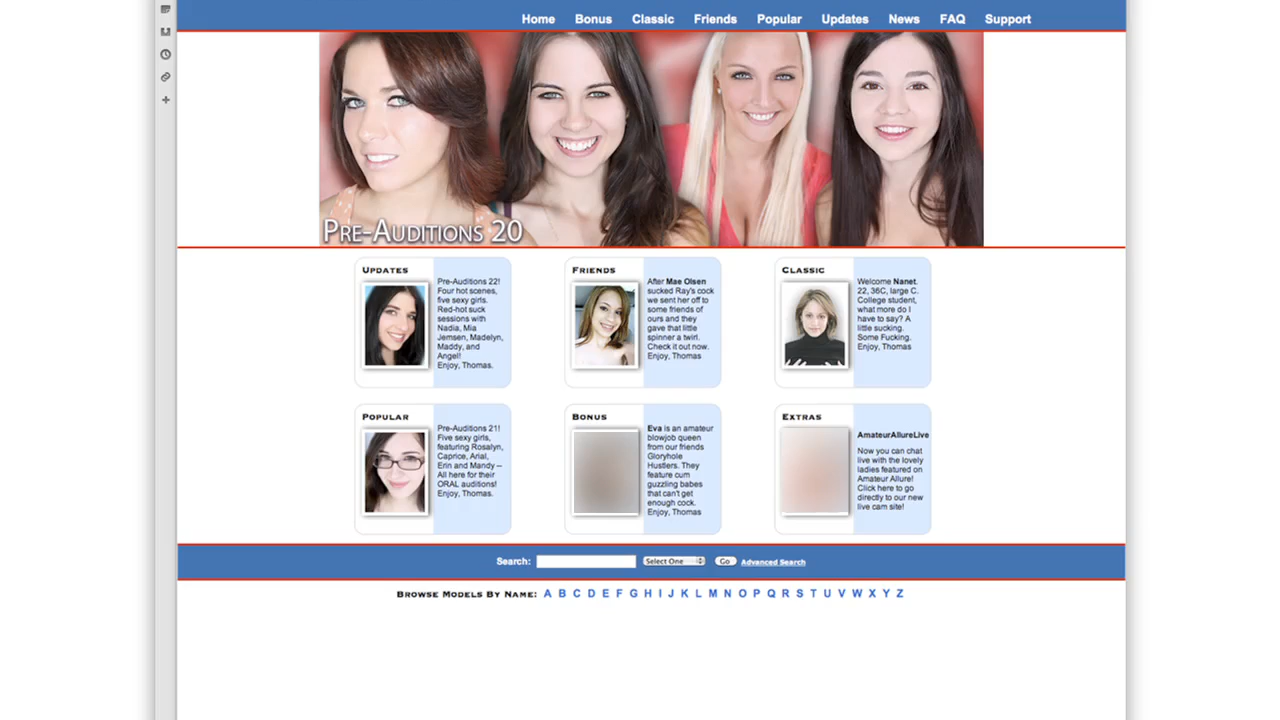 Home Bonus Classic Friends Popular Updates News FAQ Support
PRE-AUDITIONS 20
UPDATES
Pre-Auditions 22!
Four hot scenes,
five sexy girls.
Red-hot suck
sessions with
Nadia, Mia
Jemsen, Madelyn,
Maddy, and
Angel!
Enjoy, Thomas.
FRIENDS
After Mae Olsen
sucked Ray's cock
we sent her off to
some friends of
ours and they
gave that little
spinner a twirl.
Check it out now.
Enjoy, Thomas
CLASSIC
Welcome Nanet.
22, 36C, large C.
College student,
what more do I
have to say? A
little sucking.
Some Fucking.
Enjoy, Thomas
POPULAR
Pre-Auditions 21!
Five sexy girls,
featuring Rosalyn,
Caprice, Arial,
Erin and Mandy --
All here for their
ORAL auditions!
Enjoy, Thomas.
BONUS
Eva is an amateur
blowjob queen
from our friends
Gloryhole
Hustlers. They
feature cum
guzzling babes
that can't get
enough cock.
Enjoy, Thomas
EXTRAS
AmateurAllureLive
Now you can chat
live with the lovely
ladies featured on
Amateur Allure!
Click here to go
directly to our new
live cam site!
Search: Select One Go Advanced Search
BROWSE MODELS BY NAME: A B C D E F G H I J K L M N O P Q R S T U V W X Y Z